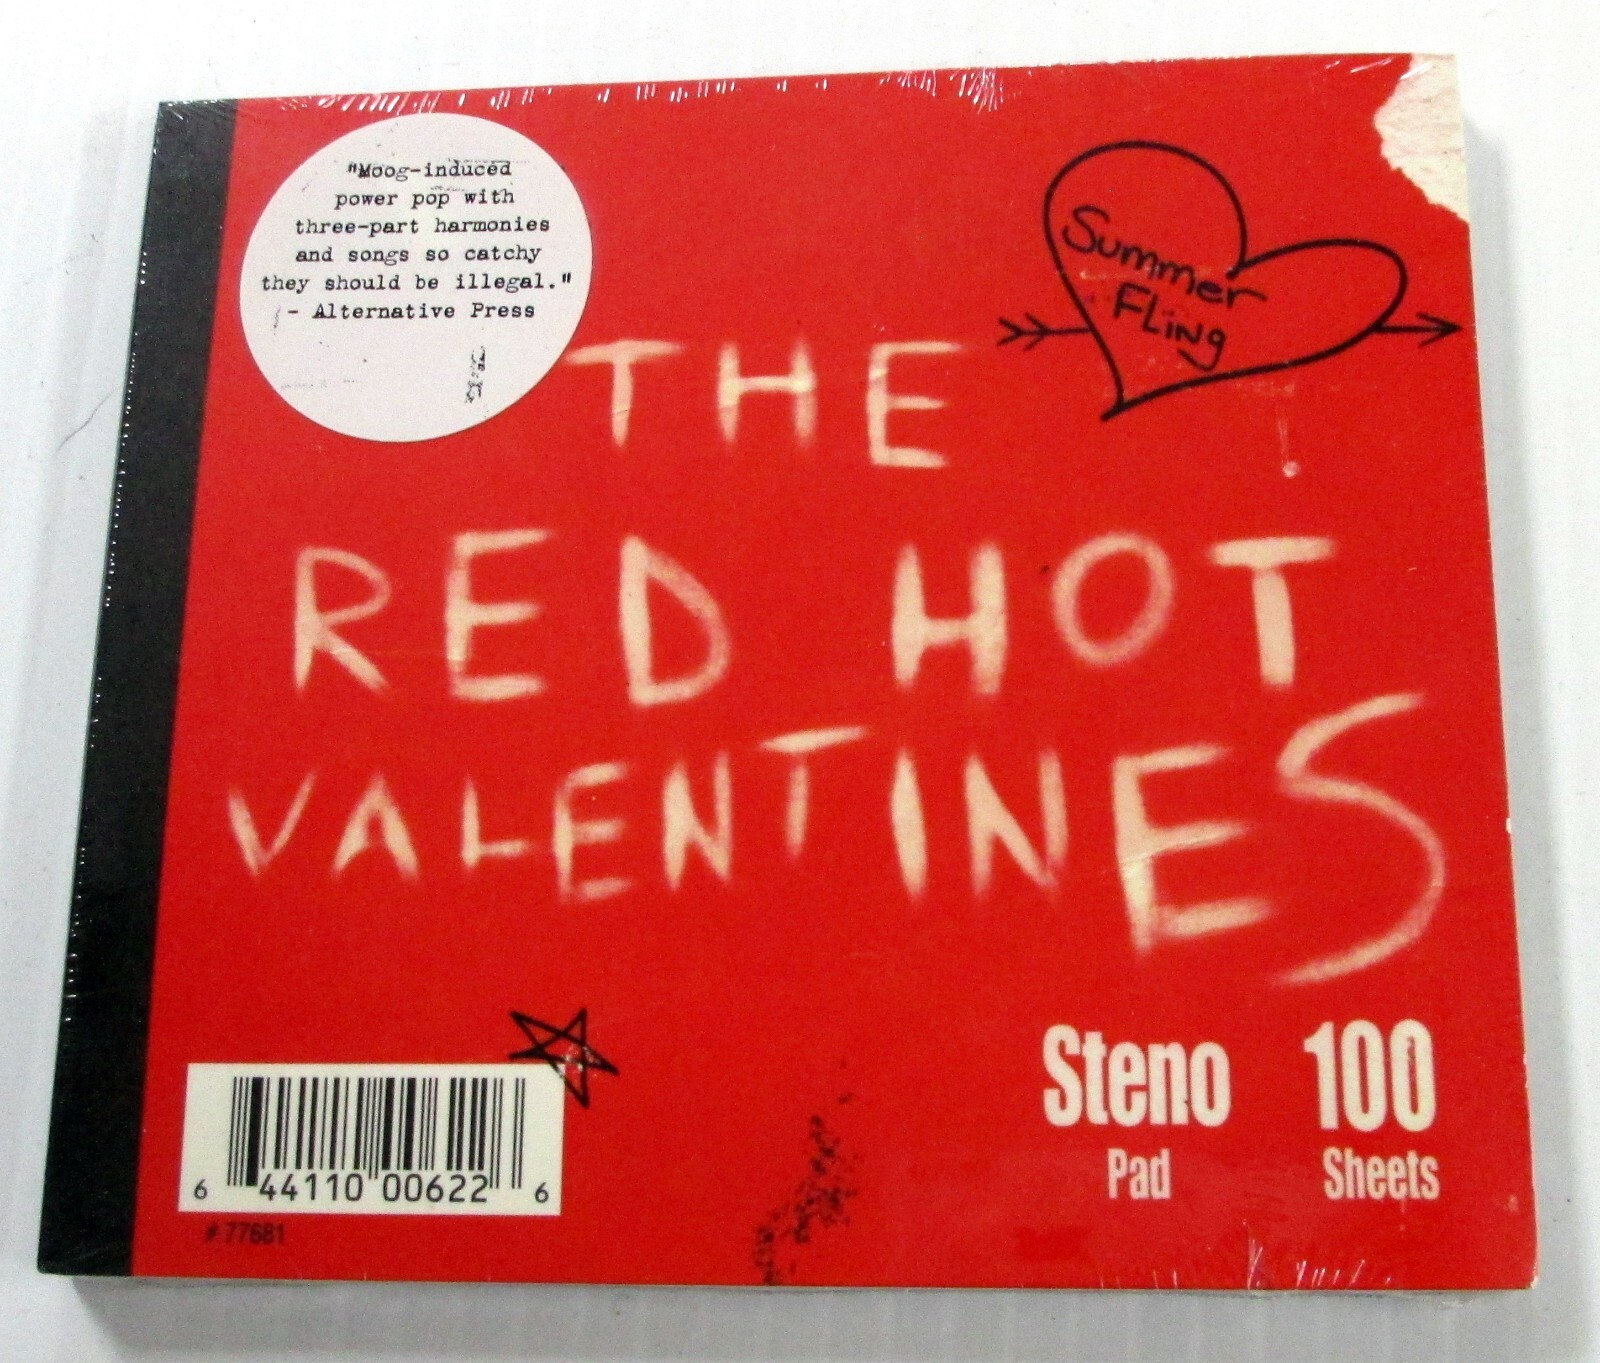 "Moog-induced
power pop with
three-part harmonies
and songs so catchy
they should be illegal."
- Alternative Press
Summer
FLiNg
THE
RED HOT
VALENTINES
Steno 100
Pad Sheets
6 44110 00622 6
#77681